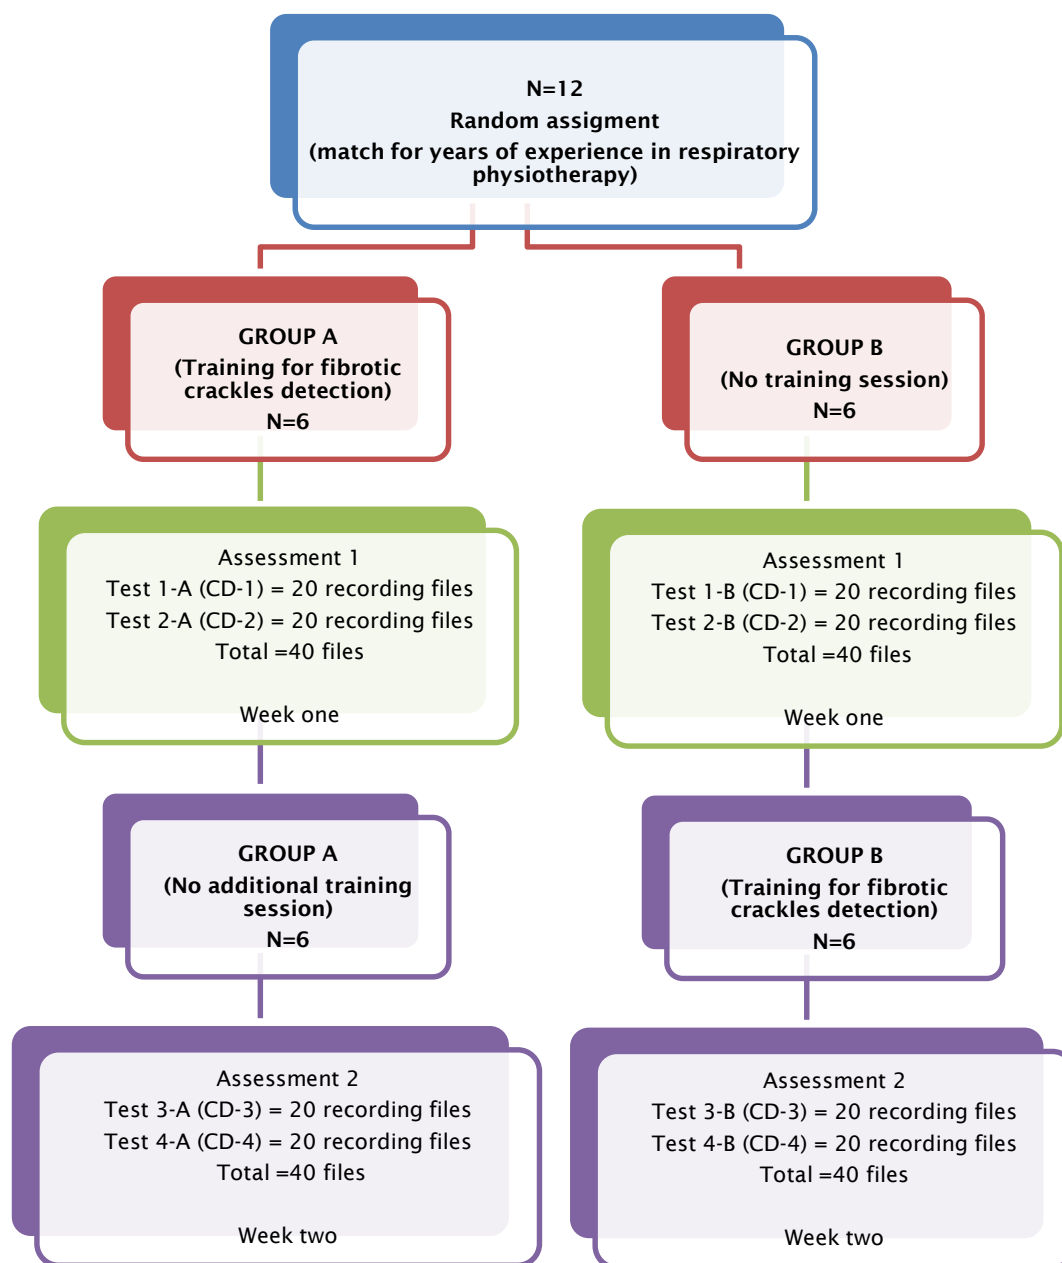 N=12
Random assigment
(match for years of experience in respiratory
physiotherapy)
GROUP A
(Training for fibrotic
crackles detection)
N=6
GROUP B
(No training session)
N=6
Assessment 1
Test 1-A (CD-1) = 20 recording files
Test 2-A (CD-2) = 20 recording files
Total =40 files
Week one
Assessment 1
Test 1-B (CD-1) = 20 recording files
Test 2-B (CD-2) = 20 recording files
Total =40 files
Week one
GROUP A
(No additional training
session)
N=6
GROUP B
(Training for fibrotic
crackles detection)
N=6
Assessment 2
Test 3-A (CD-3) = 20 recording files
Test 4-A (CD-4) = 20 recording files
Total =40 files
Week two
Assessment 2
Test 3-B (CD-3) = 20 recording files
Test 4-B (CD-4) = 20 recording files
Total =40 files
Week two